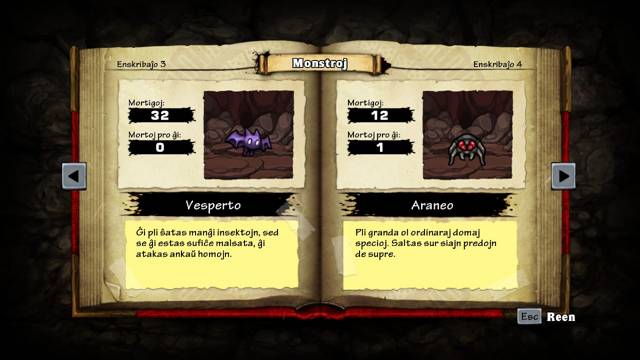 Monstroj
Enskribaĵo 3
Mortigoj:
32
Mortoj pro ĝi:
0
Vesperto
Ĝi pli ŝatas manĝi insektojn, sed
se ĝi estas sufiĉe malsata, ĝi
atakas ankaŭ homojn.
Enskribaĵo 4
Mortigoj:
12
Mortoj pro ĝi:
1
Araneo
Pli granda ol ordinaraj domaj
specioj. Saltas sur siajn predojn
de supre.
Esc Reen